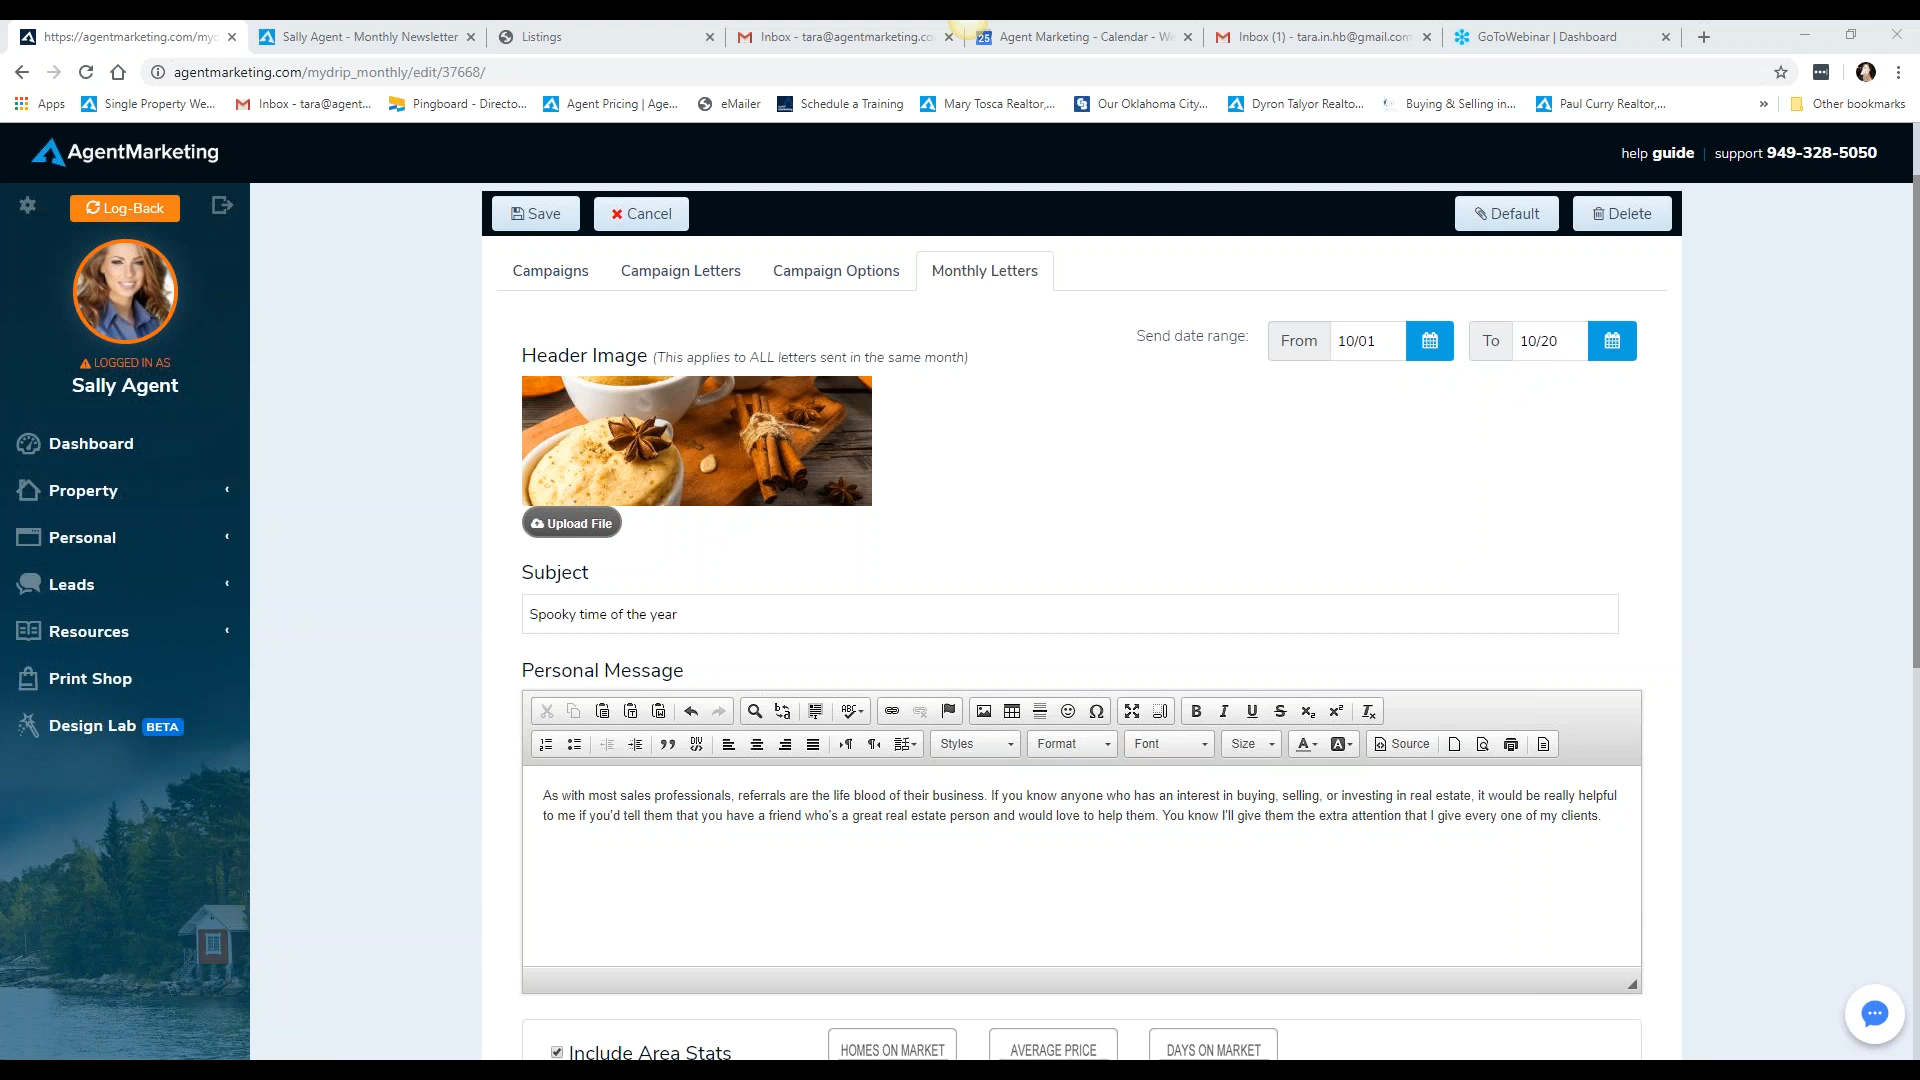 https://agentmarketing.com/myd
Sally Agent - Monthly Newsletter
Listings
Inbox - tara@agentmarketing.co
25
Agent Marketing - Calendar - We
Inbox (1) - tara.in.hb@gmail.com
GoToWebinar | Dashboard
agentmarketing.com/mydrip_monthly/edit/37668/
Apps
Single Property We...
Inbox - tara@agent...
Pingboard - Directo...
Agent Pricing | Age...
eMailer
Schedule a Training
Mary Tosca Realtor,...
Our Oklahoma City...
Dyron Talyor Realto...
Buying & Selling in...
Paul Curry Realtor,...
»
Other bookmarks
AgentMarketing
help guide | support 949-328-5050
Log-Back
LOGGED IN AS
Sally Agent
Dashboard
Property
Personal
Leads
Resources
Print Shop
Design Lab BETA
Save
Cancel
Default
Delete
Campaigns
Campaign Letters
Campaign Options
Monthly Letters
Send date range:
From 10/01
To 10/20
Header Image (This applies to ALL letters sent in the same month)
Upload File
Subject
Spooky time of the year
Personal Message
Styles
Format
Font
Size
Source
As with most sales professionals, referrals are the life blood of their business. If you know anyone who has an interest in buying, selling, or investing in real estate, it would be really helpful
to me if you'd tell them that you have a friend who's a great real estate person and would love to help them. You know I'll give them the extra attention that I give every one of my clients.
Include Area Stats
HOMES ON MARKET
AVERAGE PRICE
DAYS ON MARKET